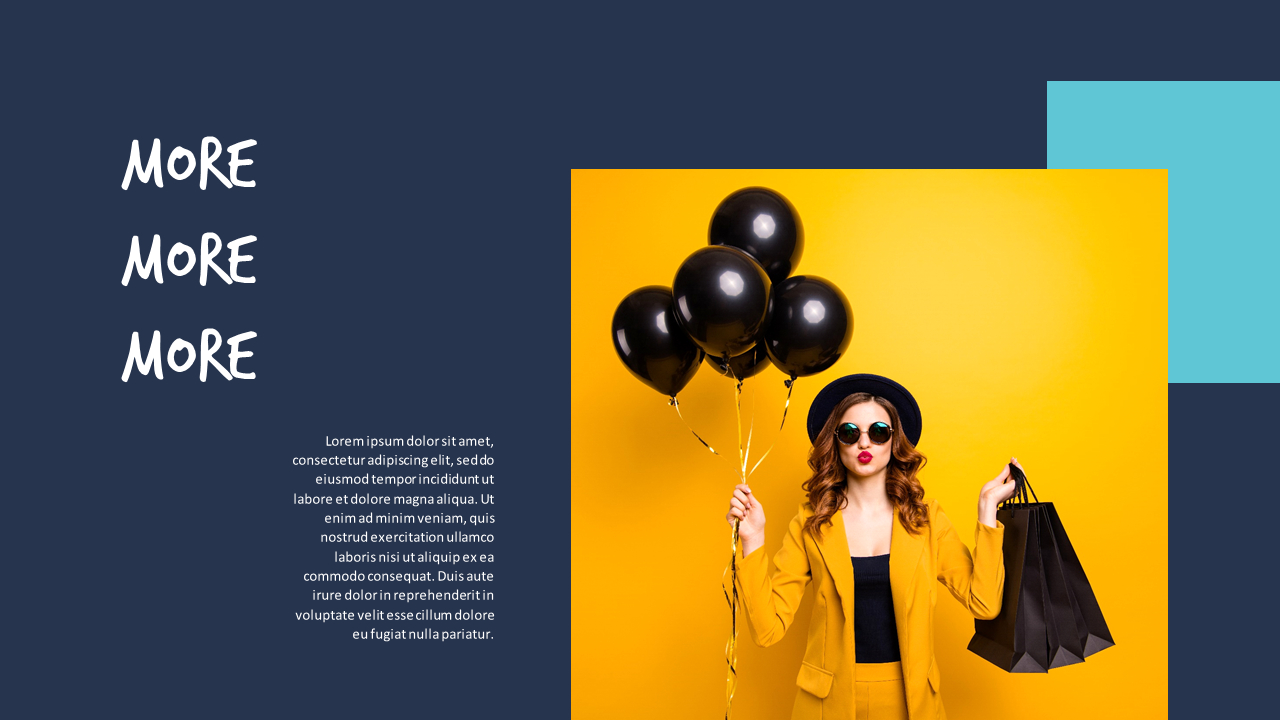 MORE
MORE
MORE
Lorem ipsum dolor sit amet,
consectetur adipiscing elit, sed do
eiusmod tempor incididunt ut
labore et dolore magna aliqua. Ut
enim ad minim veniam, quis
nostrud exercitation ullamco
laboris nisi ut aliquip ex ea
commodo consequat. Duis aute
irure dolor in reprehenderit in
voluptate velit esse cillum dolore
eu fugiat nulla pariatur.